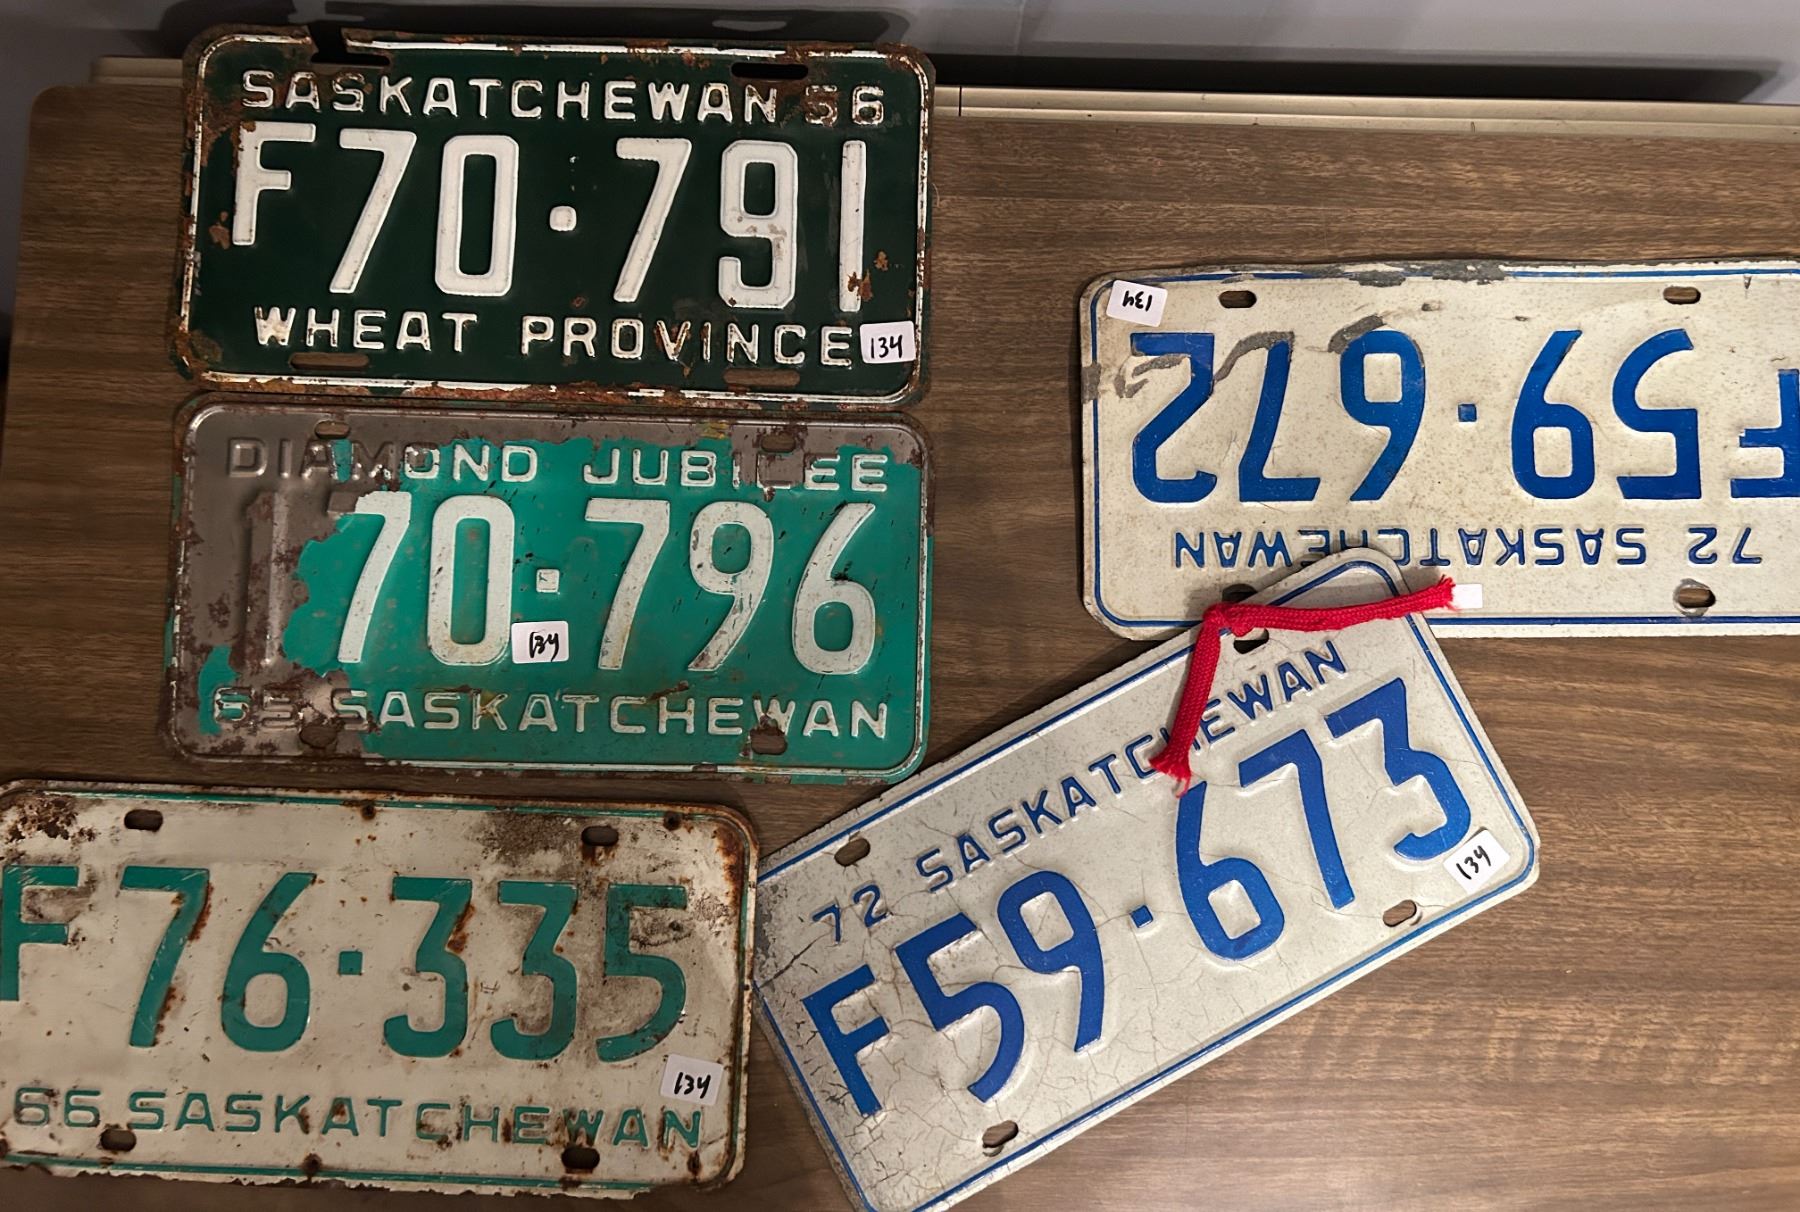 SASKATCHEWAN 56
F70·791
WHEAT PROVINCE
134
DIAMOND JUBILEE
70·796
134
65 SASKATCHEWAN
F76·335
134
66 SASKATCHEWAN
72 SASKATCHEWAN
F59·672
134
72 SASKATCHEWAN
F59·673
134